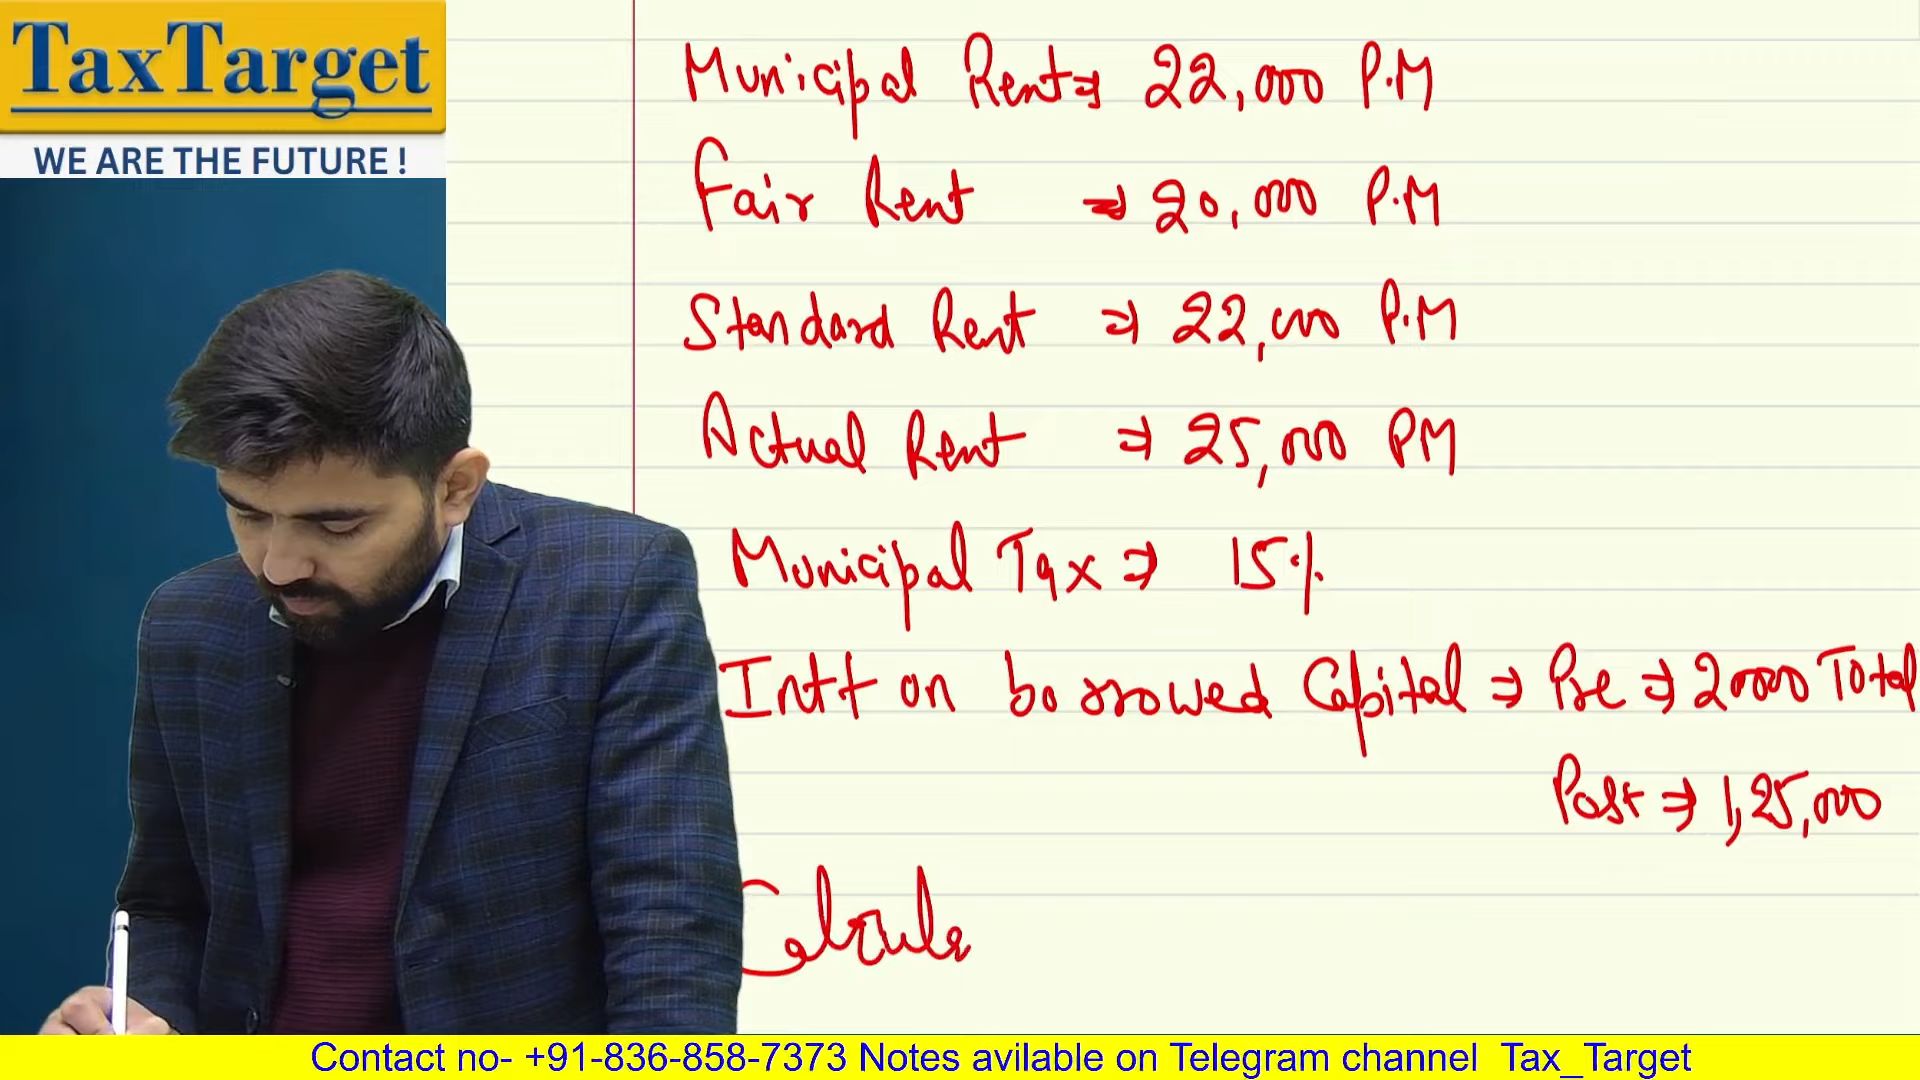 TaxTarget
WE ARE THE FUTURE !
Municipal Rent ⇒ 22,000 P.M
Fair Rent ⇒ 20,000 P.M
Standard Rent ⇒ 22,000 P.M
Actual Rent ⇒ 25,000 PM
Municipal Tax ⇒ 15%
Intt on borrowed Capital ⇒ Pre ⇒ 20000 Total
Post ⇒ 1,25,000
Calcula
Contact no- +91-836-858-7373 Notes avilable on Telegram channel Tax_Target